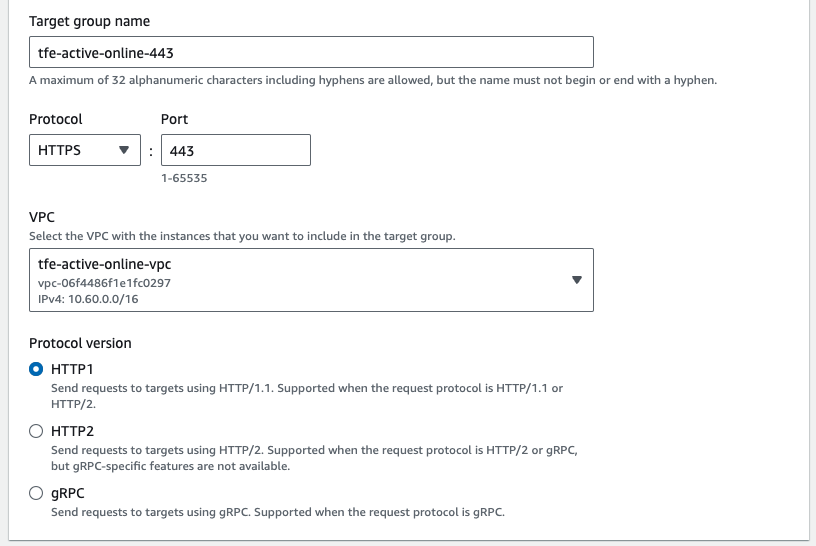 Target group name
tfe-active-online-443
A maximum of 32 alphanumeric characters including hyphens are allowed, but the name must not begin or end with a hyphen.
Protocol
Port
HTTPS
:
443
1-65535
VPC
Select the VPC with the instances that you want to include in the target group.
tfe-active-online-vpc
vpc-06f4486f1e1fc0297
IPv4: 10.60.0.0/16
Protocol version
HTTP1
Send requests to targets using HTTP/1.1. Supported when the request protocol is HTTP/1.1 or
HTTP/2.
HTTP2
Send requests to targets using HTTP/2. Supported when the request protocol is HTTP/2 or gRPC,
but gRPC-specific features are not available.
gRPC
Send requests to targets using gRPC. Supported when the request protocol is gRPC.